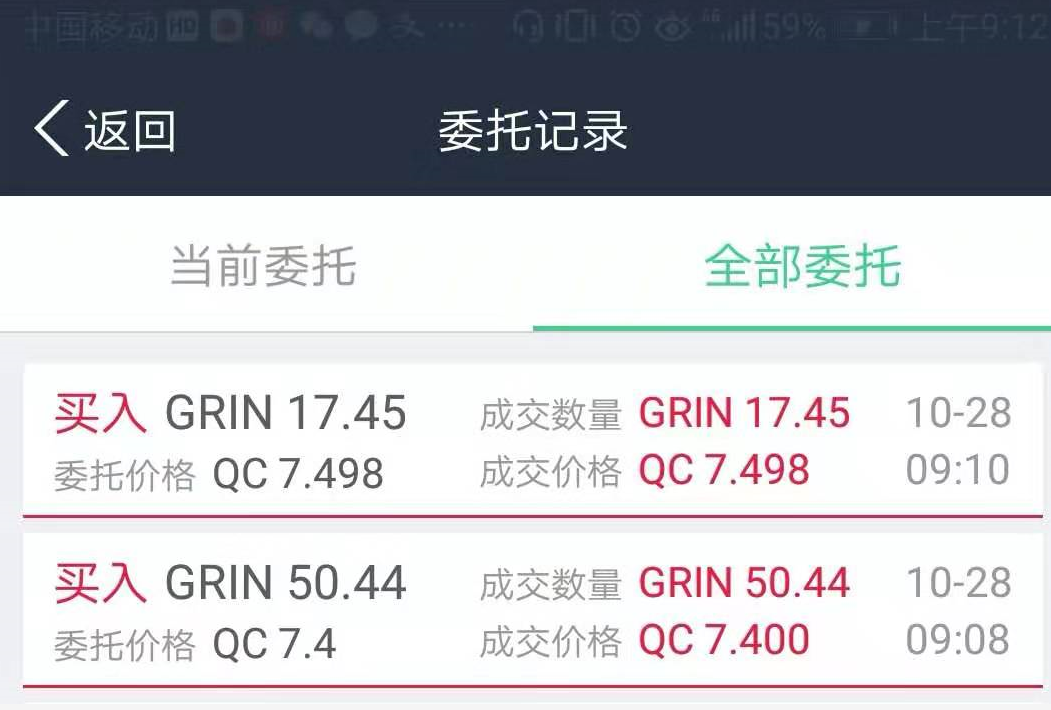 中国移动 HD 59% 上午9:12
返回 委托记录
当前委托 全部委托
买入 GRIN 17.45 成交数量 GRIN 17.45 10-28
委托价格 QC 7.498 成交价格 QC 7.498 09:10
买入 GRIN 50.44 成交数量 GRIN 50.44 10-28
委托价格 QC 7.4 成交价格 QC 7.400 09:08